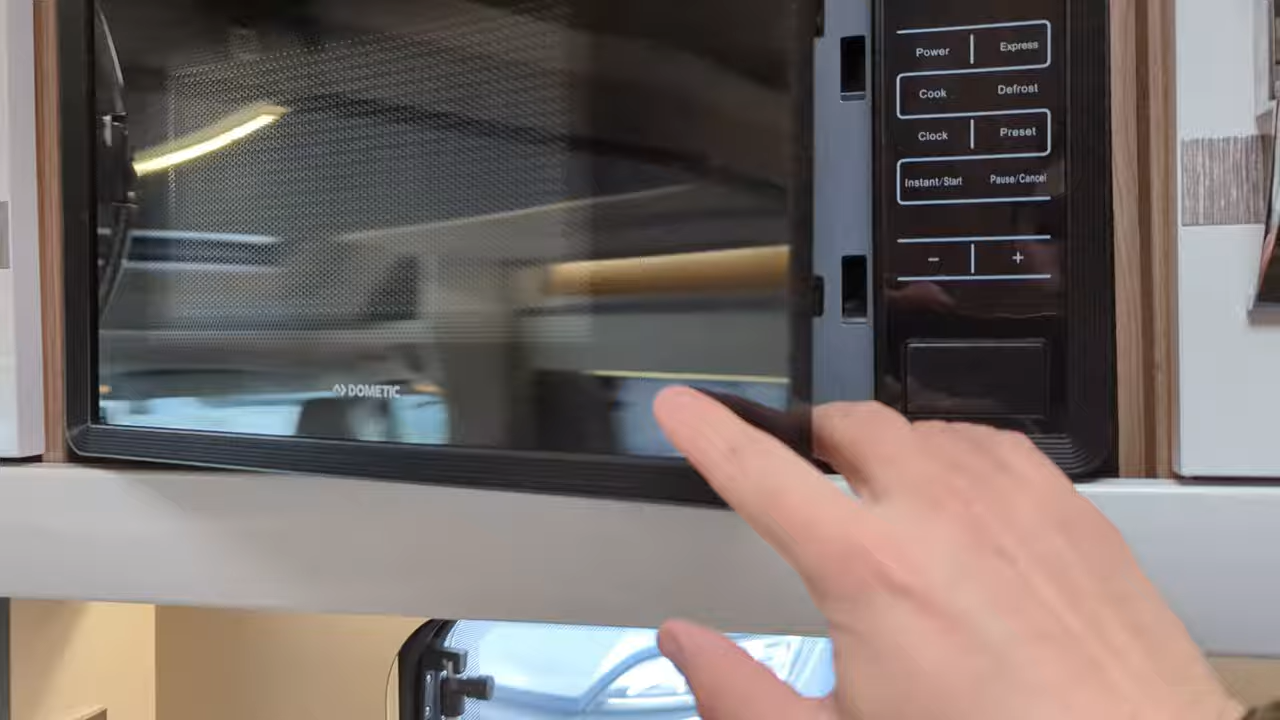 Power Express
Cook Defrost
Clock Preset
Instant/Start Pause/Cancel
- +
DOMETIC